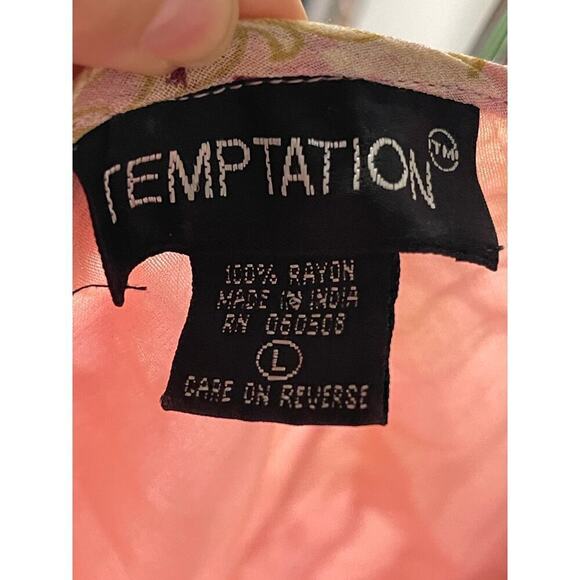 TEMPTATION™
100% RAYON
MADE IN INDIA
RN 060508
L
CARE ON REVERSE